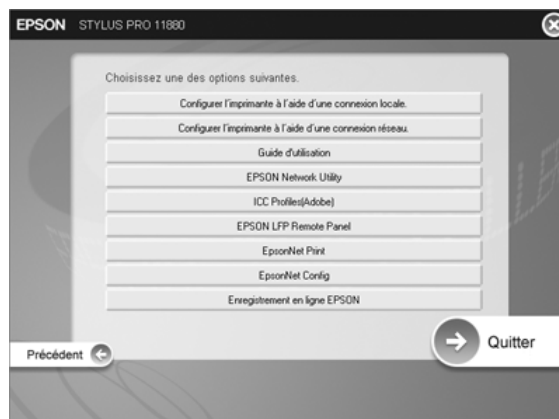 EPSON STYLUS PRO 11880
Choisissez une des options suivantes.
Configurer l'imprimante à l'aide d'une connexion locale.
Configurer l'imprimante à l'aide d'une connexion réseau.
Guide d'utilisation
EPSON Network Utility
ICC Profiles(Adobe)
EPSON LFP Remote Panel
EpsonNet Print
EpsonNet Config
Enregistrement en ligne EPSON
Quitter
Précédent